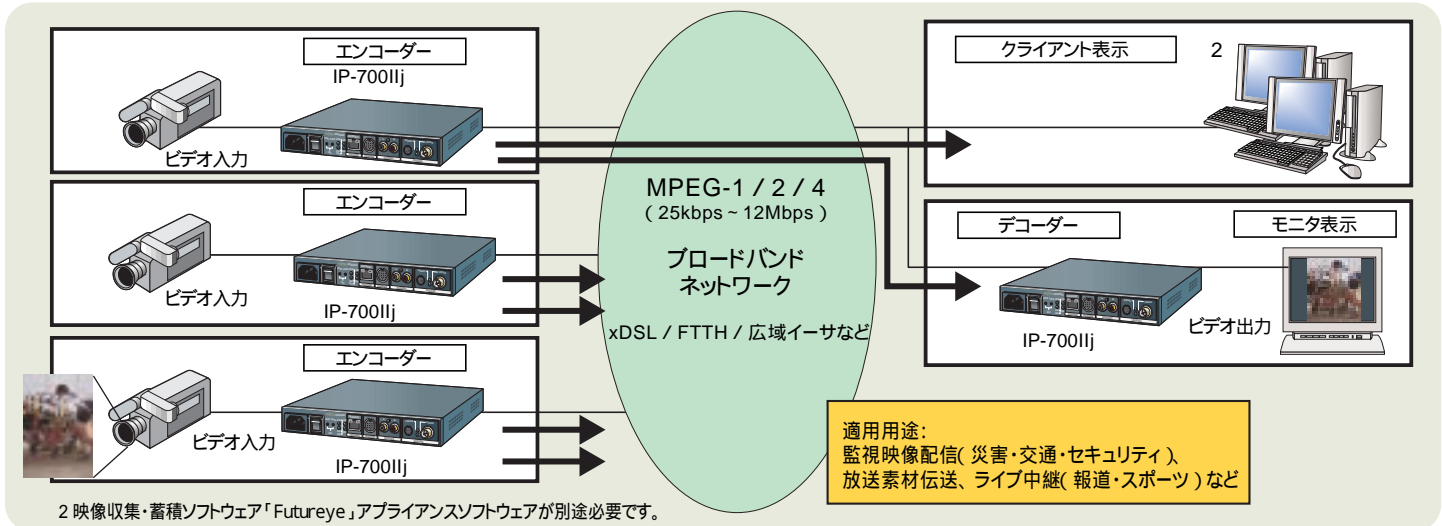 エンコーダー
IP-700IIj
ビデオ入力
エンコーダー
ビデオ入力
IP-700IIj
エンコーダー
ビデオ入力
IP-700IIj
MPEG-1 / 2 / 4
( 25kbps ~ 12Mbps )
ブロードバンド
ネットワーク
xDSL / FTTH / 広域イーサなど
クライアント表示
2
デコーダー
モニタ表示
IP-700IIj
ビデオ出力
適用用途:
監視映像配信( 災害・交通・セキュリティ)、
放送素材伝送、ライブ中継( 報道・スポーツ ) など
2 映像収集・蓄積ソフトウェア「 Futureye 」アプライアンスソフトウェアが別途必要です。